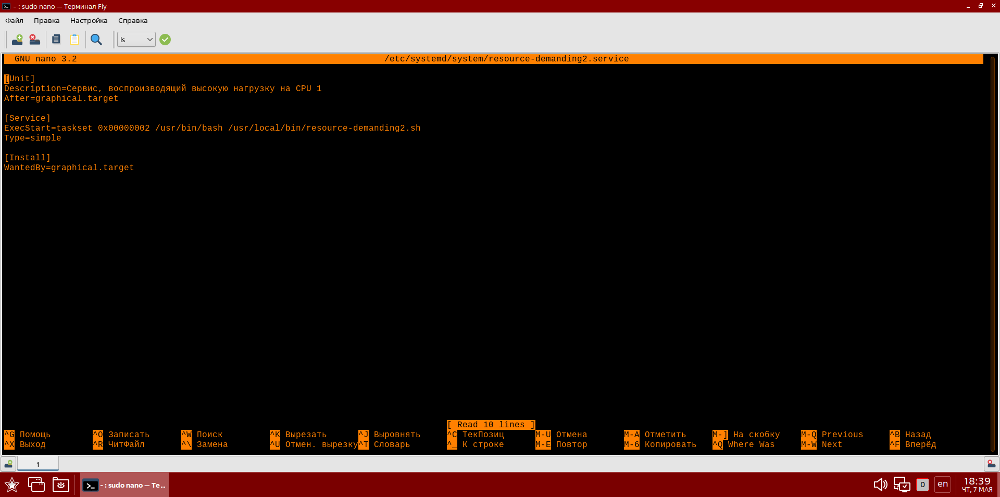 - : sudo nano — Терминал Fly
Файл Правка Настройка Справка
ls
GNU nano 3.2 /etc/systemd/system/resource-demanding2.service
[Unit]
Description=Сервис, воспроизводящий высокую нагрузку на CPU 1
After=graphical.target
[Service]
ExecStart=taskset 0x00000002 /usr/bin/bash /usr/local/bin/resource-demanding2.sh
Type=simple
[Install]
WantedBy=graphical.target
[ Read 10 lines ]
^G Помощь ^O Записать ^W Поиск ^K Вырезать ^J Выровнять ^C ТекПозиц M-U Отмена M-A Отметить M-] На скобку M-Q Previous ^B Назад
^X Выход ^R ЧитФайл ^\ Замена ^U Отмен. вырезку ^T Словарь ^_ К строке M-E Повтор M-6 Копировать ^Q Where Was M-W Next ^F Вперёд
1
- : sudo nano — Те... 0 en 18:39
ЧТ, 7 МАЯ